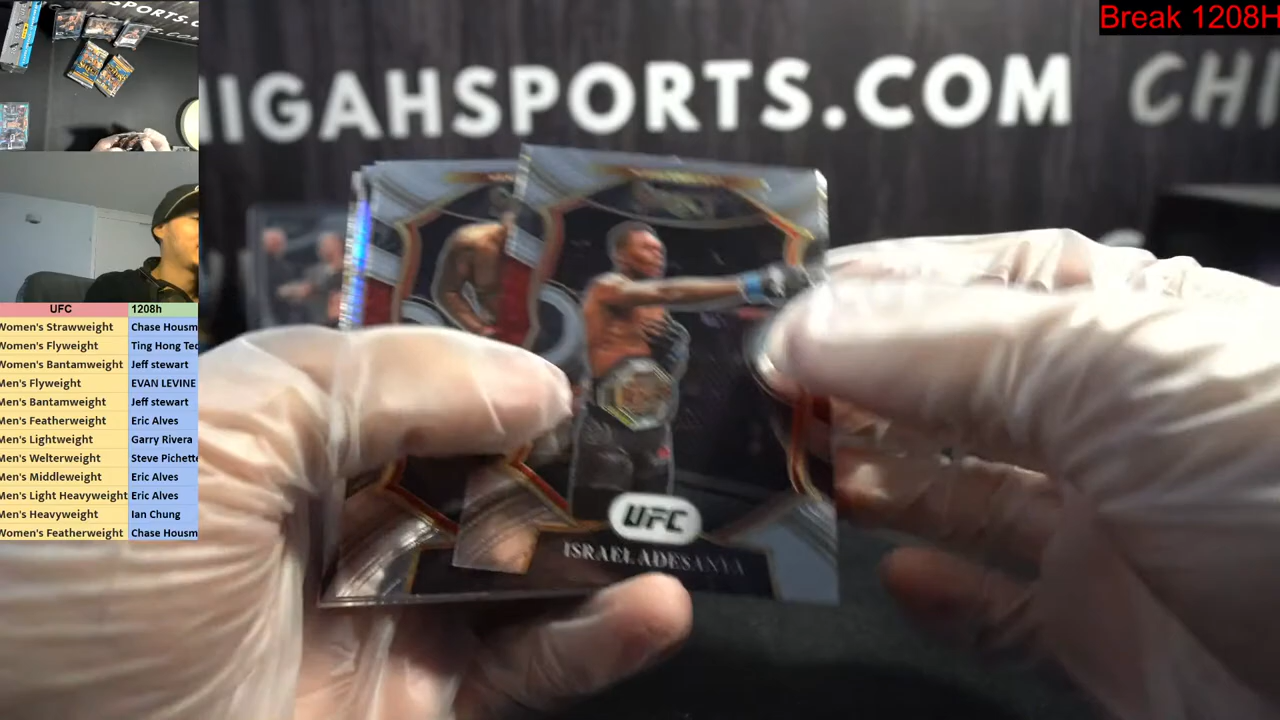 Break 1208H
IGAHSPORTS.COM CHI
UFC 1208h
Women's Strawweight Chase Housm
Women's Flyweight Ting Hong Tec
Women's Bantamweight Jeff stewart
Men's Flyweight EVAN LEVINE
Men's Bantamweight Jeff stewart
Men's Featherweight Eric Alves
Men's Lightweight Garry Rivera
Men's Welterweight Steve Pichette
Men's Middleweight Eric Alves
Men's Light Heavyweight Eric Alves
Men's Heavyweight Ian Chung
Women's Featherweight Chase Housm
UFC
ISRAEL ADESANYA